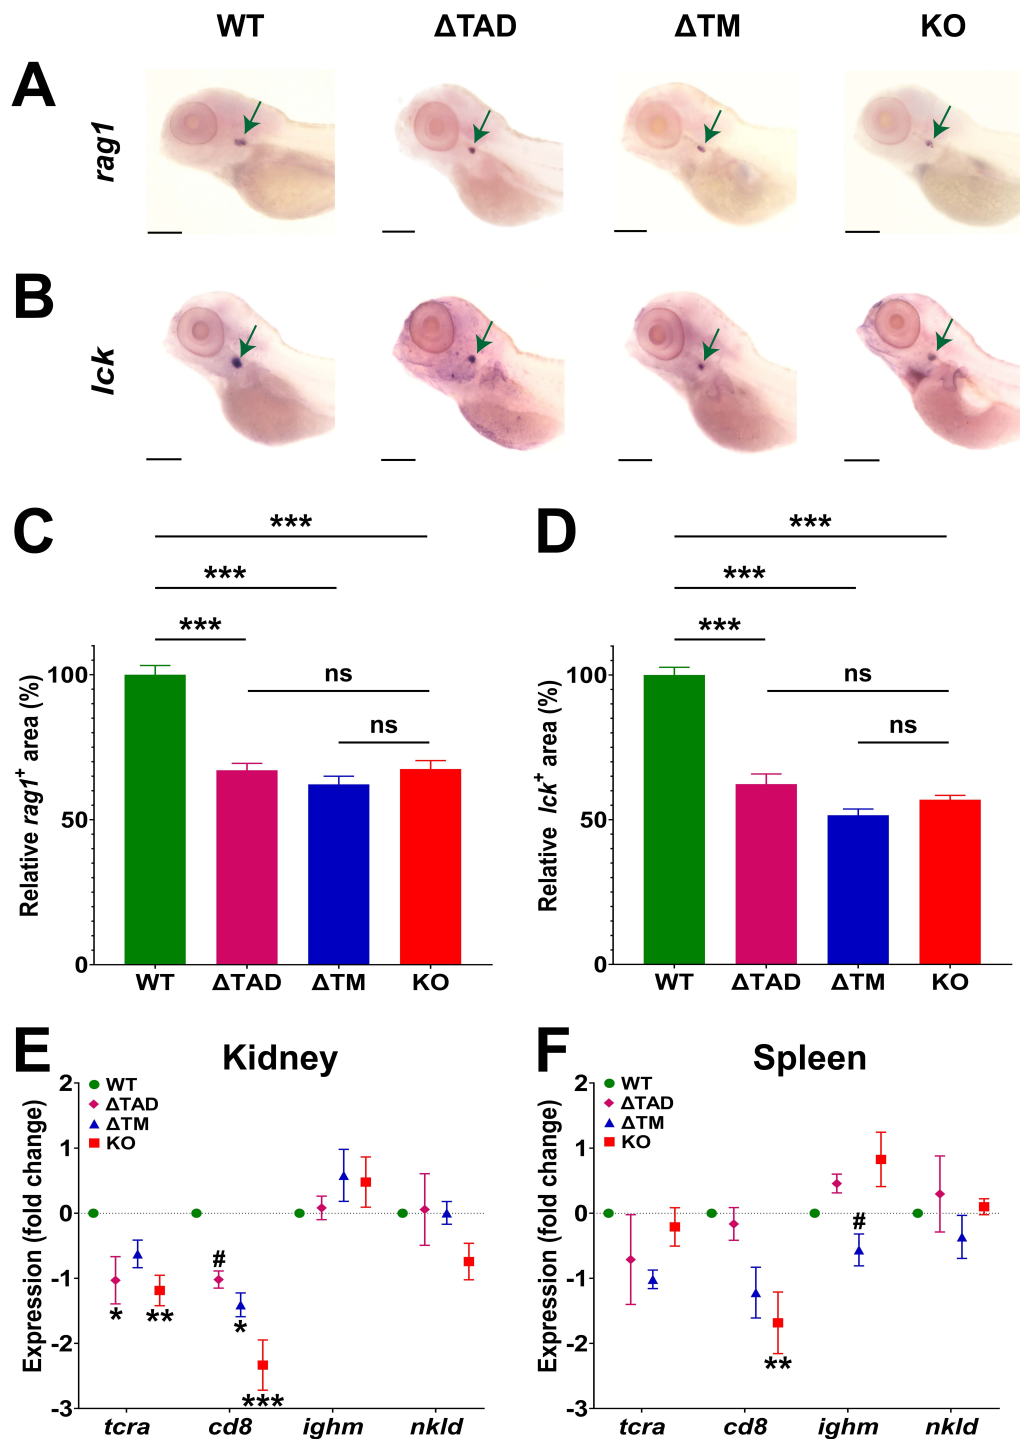 WT ΔTAD ΔTM KO
A
rag1
B
lck
C
***
***
***
ns
ns
Relative rag1+ area (%)
100
50
0
WT ΔTAD ΔTM KO
D
***
***
***
ns
ns
Relative lck+ area (%)
100
50
0
WT ΔTAD ΔTM KO
E Kidney
Expression (fold change)
2
1
0
-1
-2
-3
WT
ΔTAD
ΔTM
KO
#
* ** *
***
tcra cd8 ighm nkld
F Spleen
Expression (fold change)
2
1
0
-1
-2
-3
WT
ΔTAD
ΔTM
KO
#
**
tcra cd8 ighm nkld